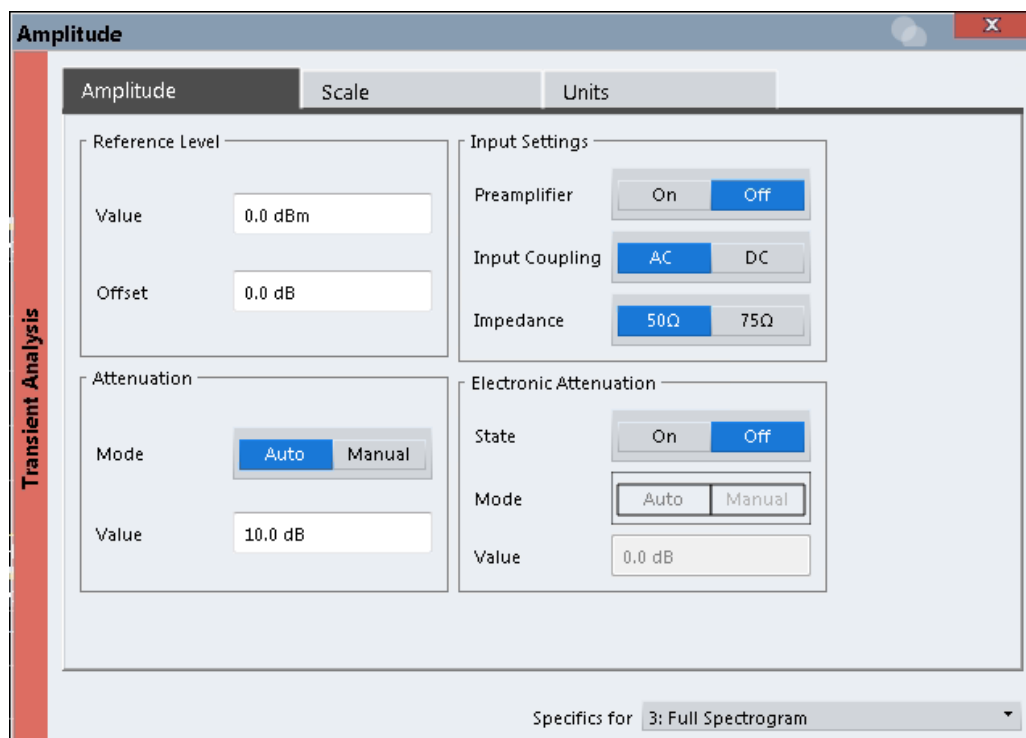 Amplitude
X
Transient Analysis
Amplitude
Scale
Units
Reference Level
Value
0.0 dBm
Offset
0.0 dB
Input Settings
Preamplifier
On
Off
Input Coupling
AC
DC
Impedance
50Ω
75Ω
Attenuation
Mode
Auto
Manual
Value
10.0 dB
Electronic Attenuation
State
On
Off
Mode
Auto
Manual
Value
0.0 dB
Specifics for
3: Full Spectrogram